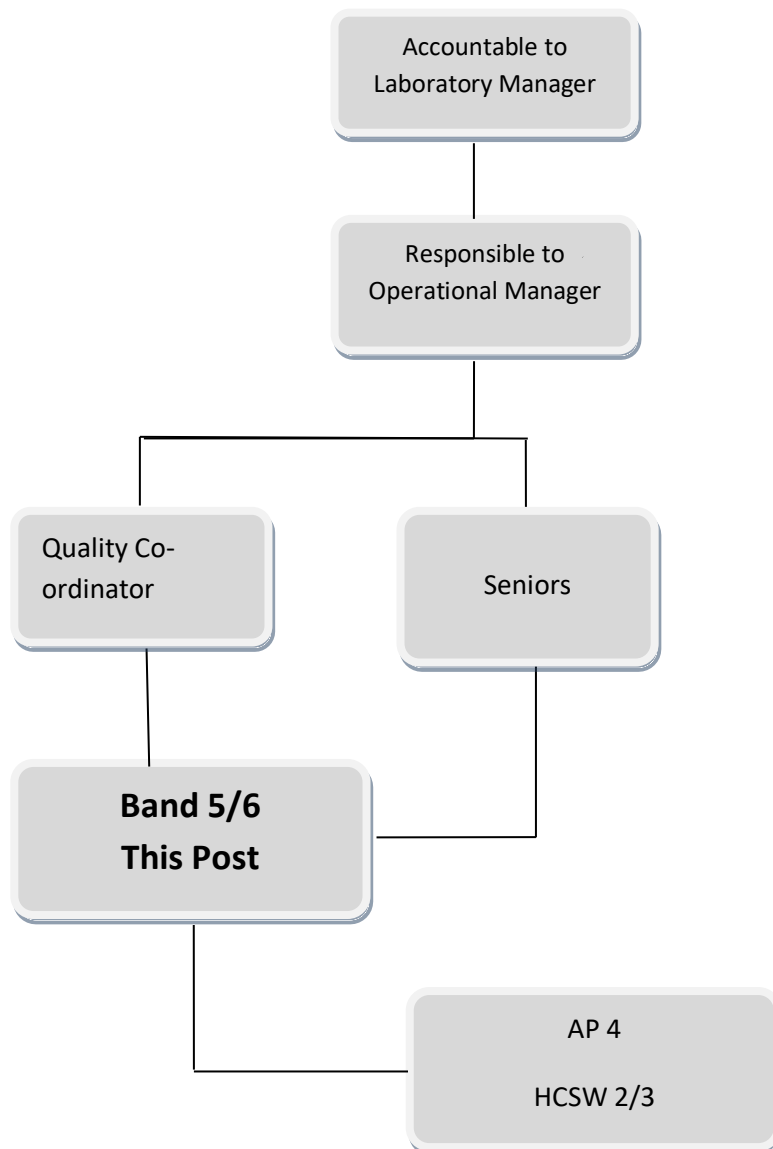 Accountable to
Laboratory Manager
Responsible to
Operational Manager
Quality Co-
ordinator
Seniors
Band 5/6
This Post
AP 4
HCSW 2/3